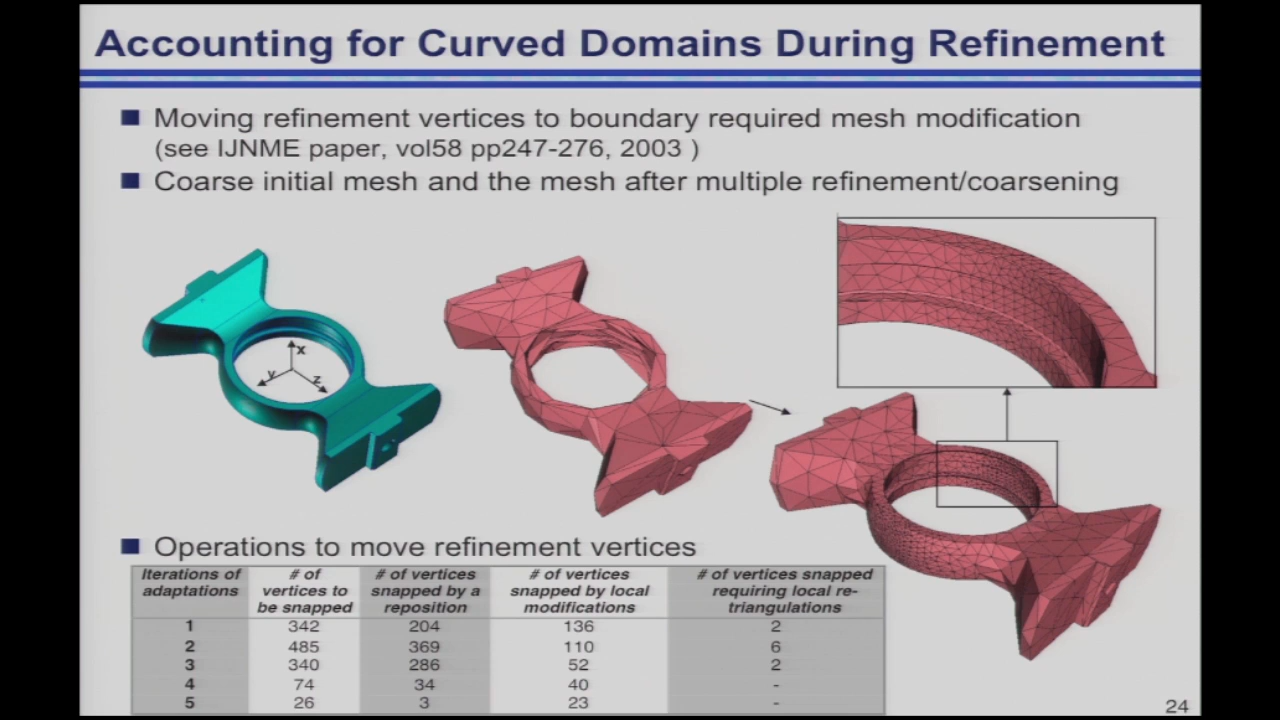 Accounting for Curved Domains During Refinement
Moving refinement vertices to boundary required mesh modification
(see IJNME paper, vol58 pp247-276, 2003 )
Coarse initial mesh and the mesh after multiple refinement/coarsening
x
y
z
Operations to move refinement vertices
Iterations of adaptations | # of vertices to be snapped | # of vertices snapped by a reposition | # of vertices snapped by local modifications | # of vertices snapped requiring local re-triangulations
1 342 204 136 2
2 485 369 110 6
3 340 286 52 2
4 74 34 40 -
5 26 3 23 -
24